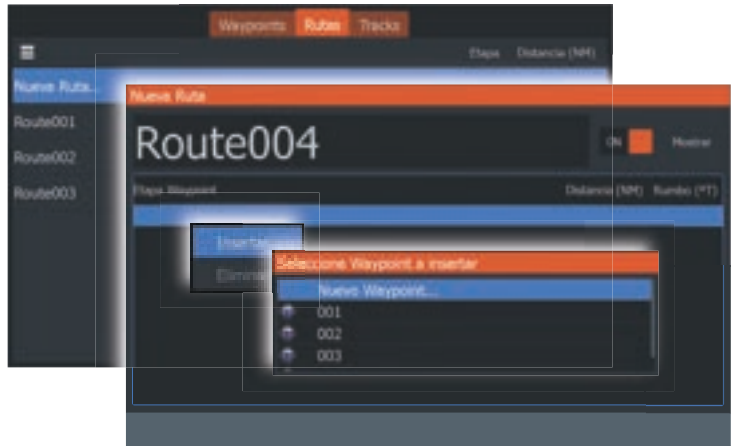 Waypoints Rutas Tracks
Etapa Distancia (NM)
Nueva Ruta...
Route001
Route002
Route003
Nueva Ruta
Route004
ON Mostrar
Etapa Waypoint Distancia (NM) Rumbo (°T)
Insertar
Seleccione Waypoint a insertar
Nuevo Waypoint...
001
002
003